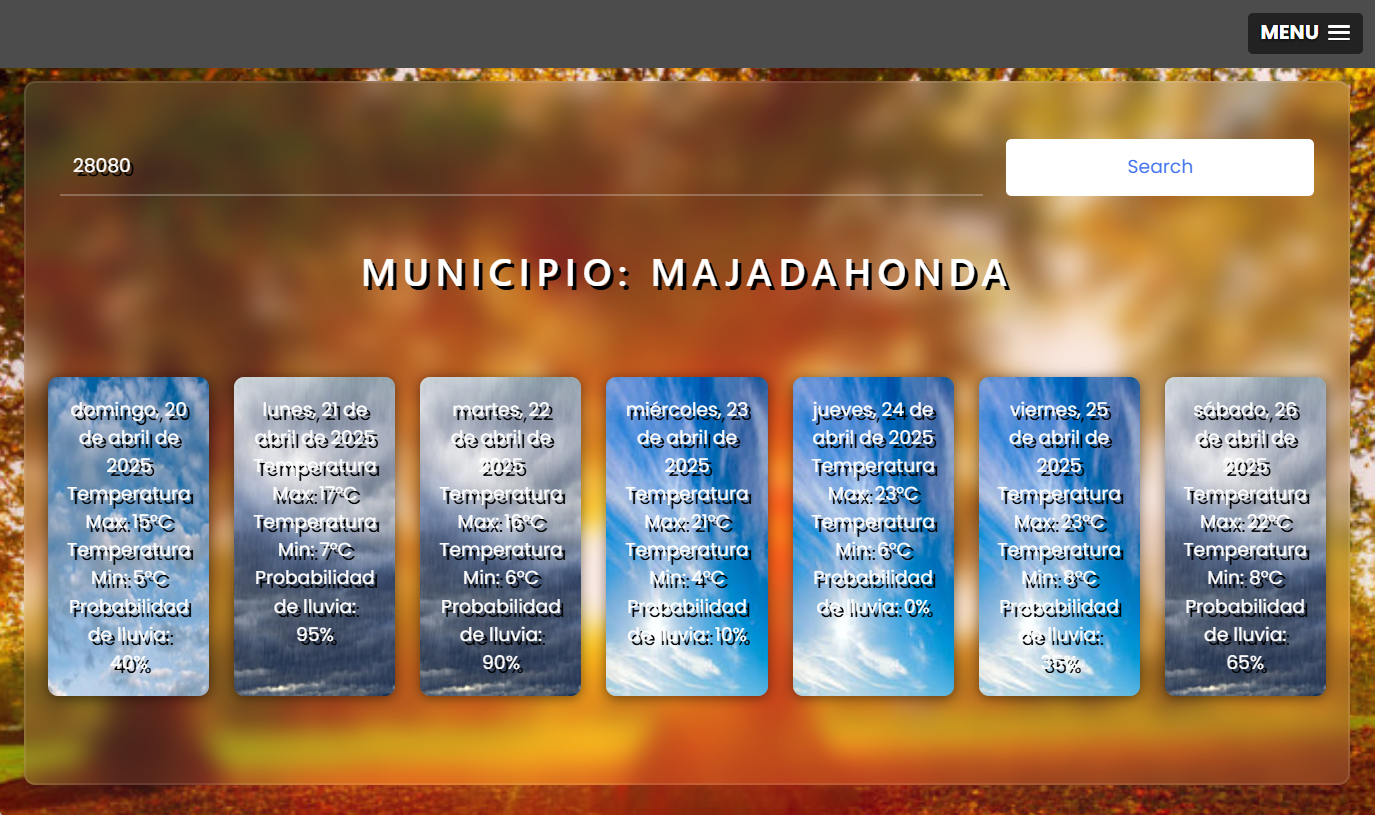 MENU
28080
Search
MUNICIPIO: MAJADAHONDA
domingo, 20
de abril de
2025
Temperatura
Max: 15°C
Temperatura
Min: 5°C
Probabilidad
de lluvia:
40%
lunes, 21 de
abril de 2025
Temperatura
Max: 17°C
Temperatura
Min: 7°C
Probabilidad
de lluvia:
95%
martes, 22
de abril de
2025
Temperatura
Max: 16°C
Temperatura
Min: 6°C
Probabilidad
de lluvia:
90%
miércoles, 23
de abril de
2025
Temperatura
Max: 21°C
Temperatura
Min: 4°C
Probabilidad
de lluvia: 10%
jueves, 24 de
abril de 2025
Temperatura
Max: 23°C
Temperatura
Min: 6°C
Probabilidad
de lluvia: 0%
viernes, 25
de abril de
2025
Temperatura
Max: 23°C
Temperatura
Min: 8°C
Probabilidad
de lluvia:
35%
sábado, 26
de abril de
2025
Temperatura
Max: 22°C
Temperatura
Min: 8°C
Probabilidad
de lluvia:
65%